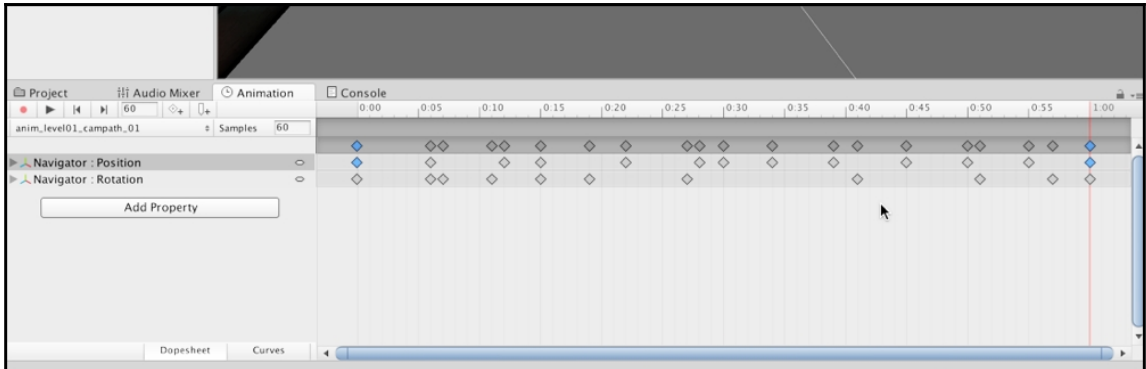 Project Audio Mixer Animation Console
60 0:00 0:05 0:10 0:15 0:20 0:25 0:30 0:35 0:40 0:45 0:50 0:55 1:00
anim_level01_campath_01 Samples 60
Navigator : Position
Navigator : Rotation
Add Property
Dopesheet Curves